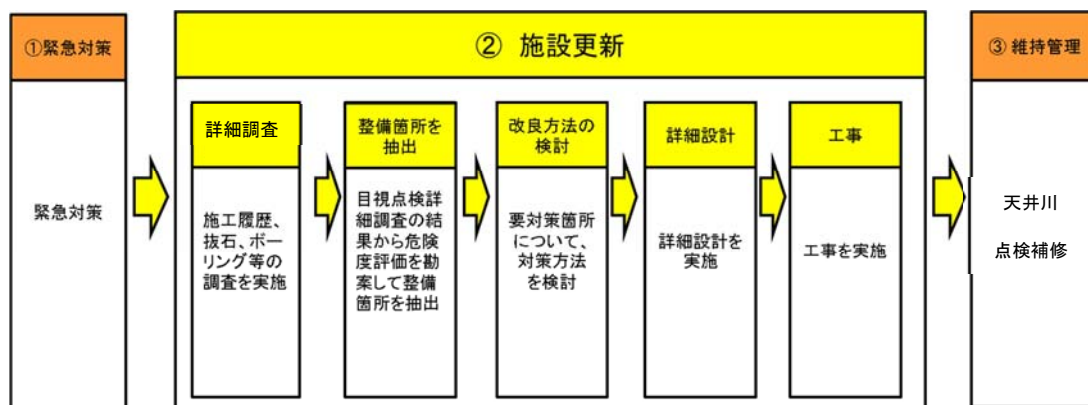 ①緊急対策
緊急対策
② 施設更新
詳細調査
施工履歴、
抜石、ボー
リング等の
調査を実施
整備箇所を
抽出
目視点検詳
細調査の結
果から危険
度評価を勘
案して整備
箇所を抽出
改良方法の
検討
要対策箇所
について、
対策方法
を検討
詳細設計
詳細設計を
実施
工事
工事を実施
③ 維持管理
天井川
点検補修